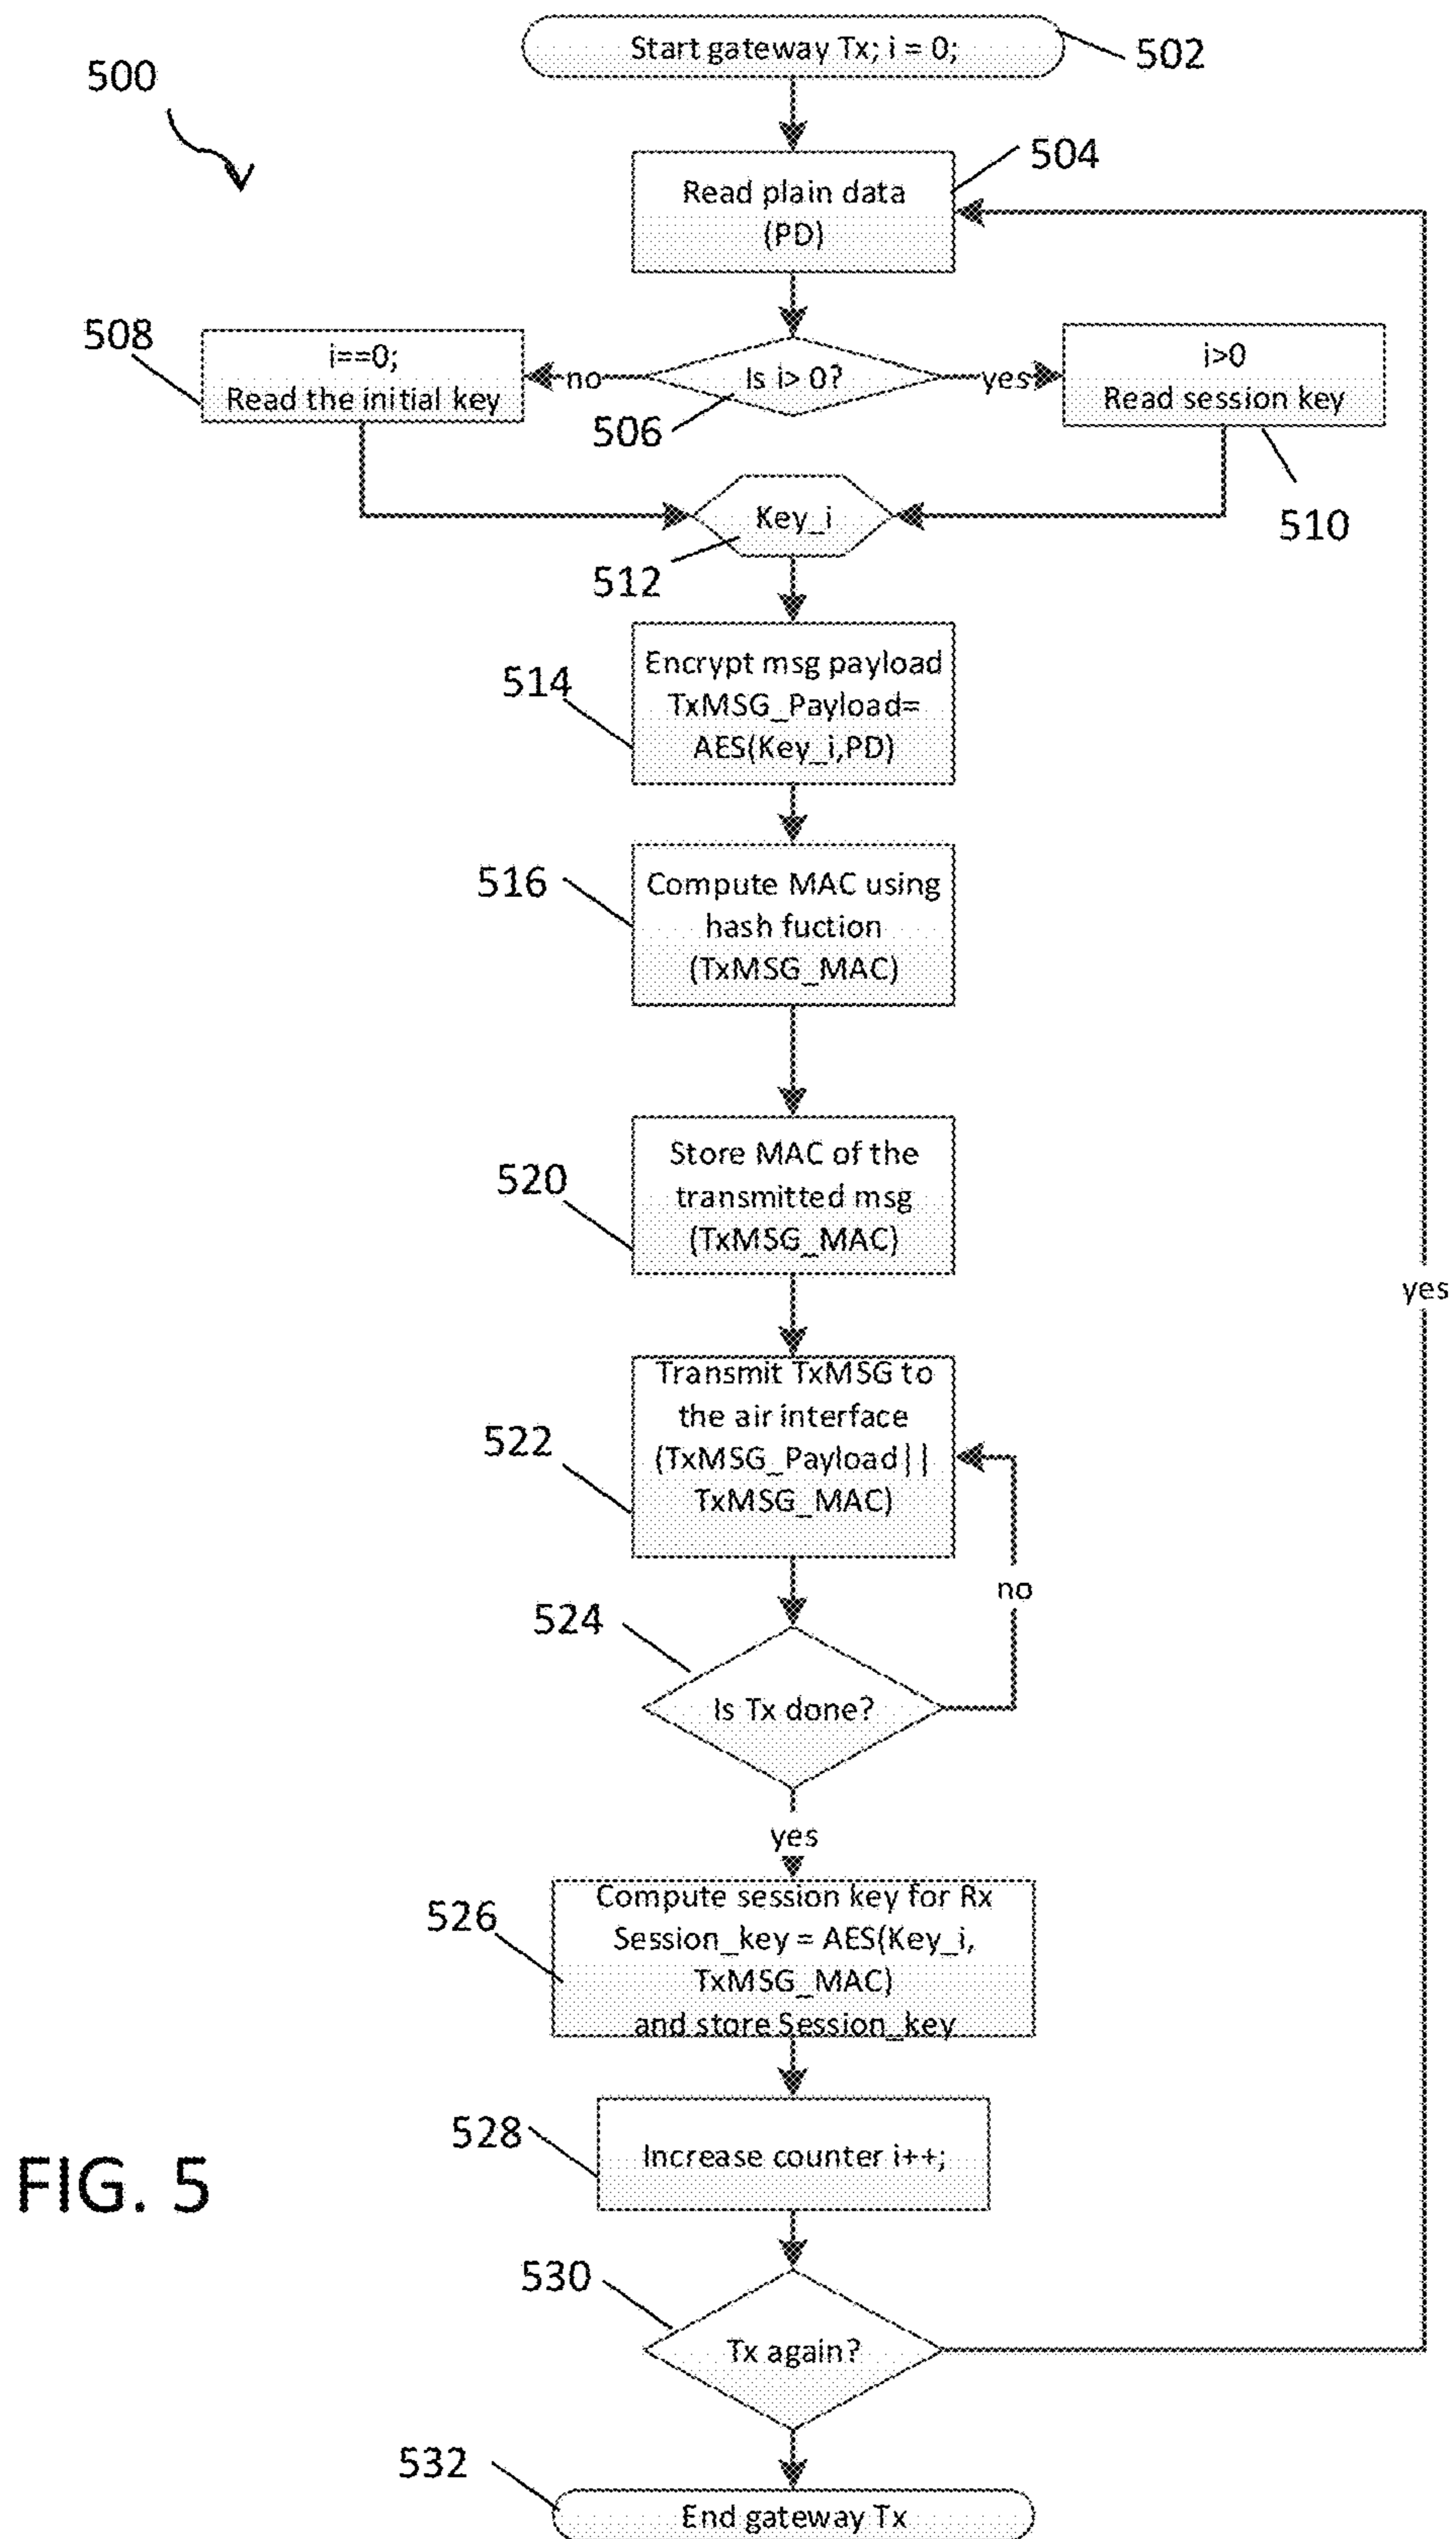 Start gateway Tx; i = 0;
502
500
504
Read plain data
(PD)
508
i==0;
Read the initial key
no
Is i> 0?
506
yes
i>0
Read session key
510
Key_i
512
Encrypt msg payload
TxMSG_Payload=
AES(Key_i,PD)
514
Compute MAC using
hash fuction
(TxMSG_MAC)
516
Store MAC of the
transmitted msg
(TxMSG_MAC)
520
yes
Transmit TxMSG to
the air interface
(TxMSG_Payload||
TxMSG_MAC)
522
no
524
Is Tx done?
yes
Compute session key for Rx
Session_key = AES(Key_i,
TxMSG_MAC)
and store Session_key
526
528
Increase counter i++;
FIG. 5
530
Tx again?
532
End gateway Tx